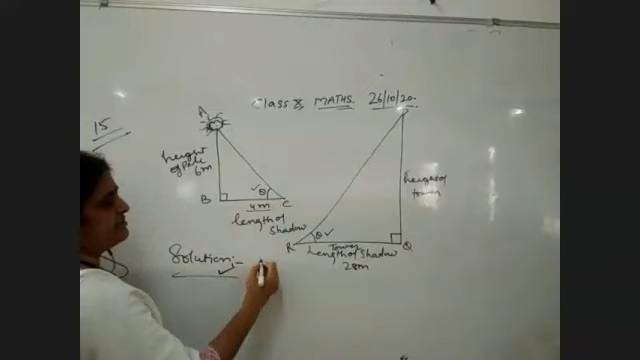 Class X MATHS. 26/10/20.
15
A
height
of pole
6m
B
θ
C
4m
length of
shadow
height of
tower
R
θ
Q
Tower
length of shadow
28m
Solution:-